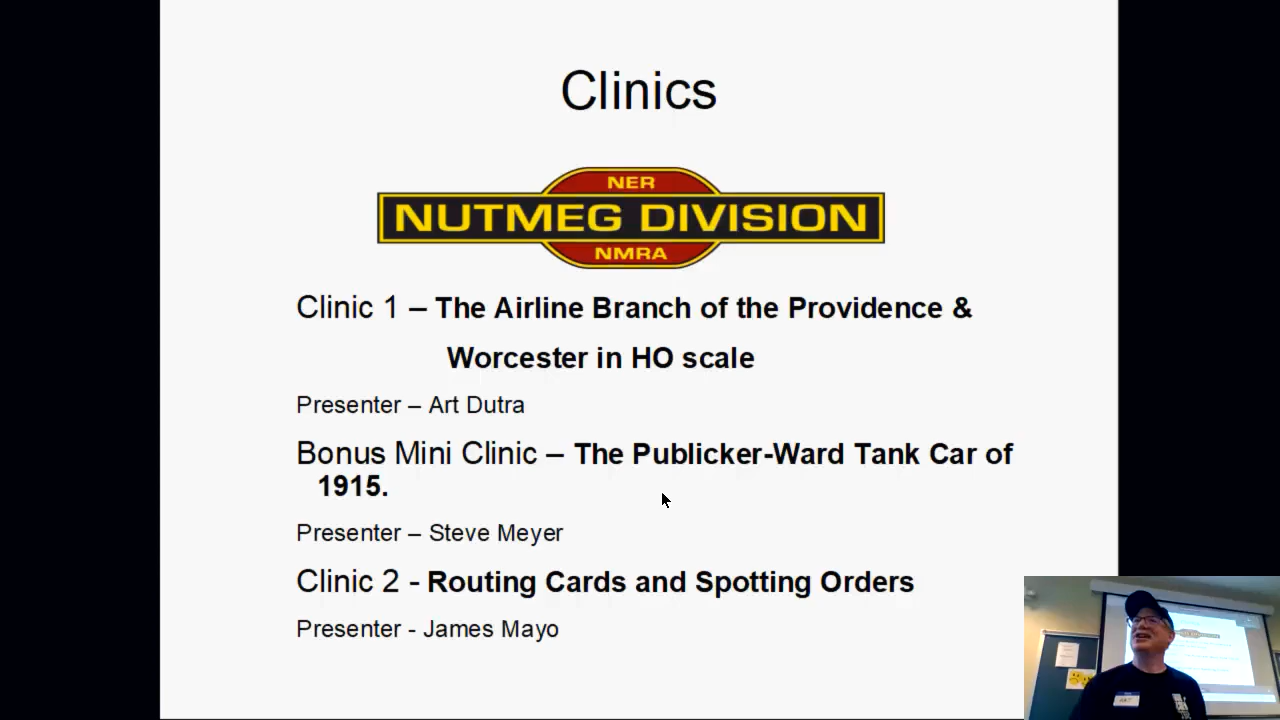 Clinics
NER
NUTMEG DIVISION
NMRA
Clinic 1 – The Airline Branch of the Providence &
Worcester in HO scale
Presenter – Art Dutra
Bonus Mini Clinic – The Publicker-Ward Tank Car of
1915.
Presenter – Steve Meyer
Clinic 2 - Routing Cards and Spotting Orders
Presenter - James Mayo